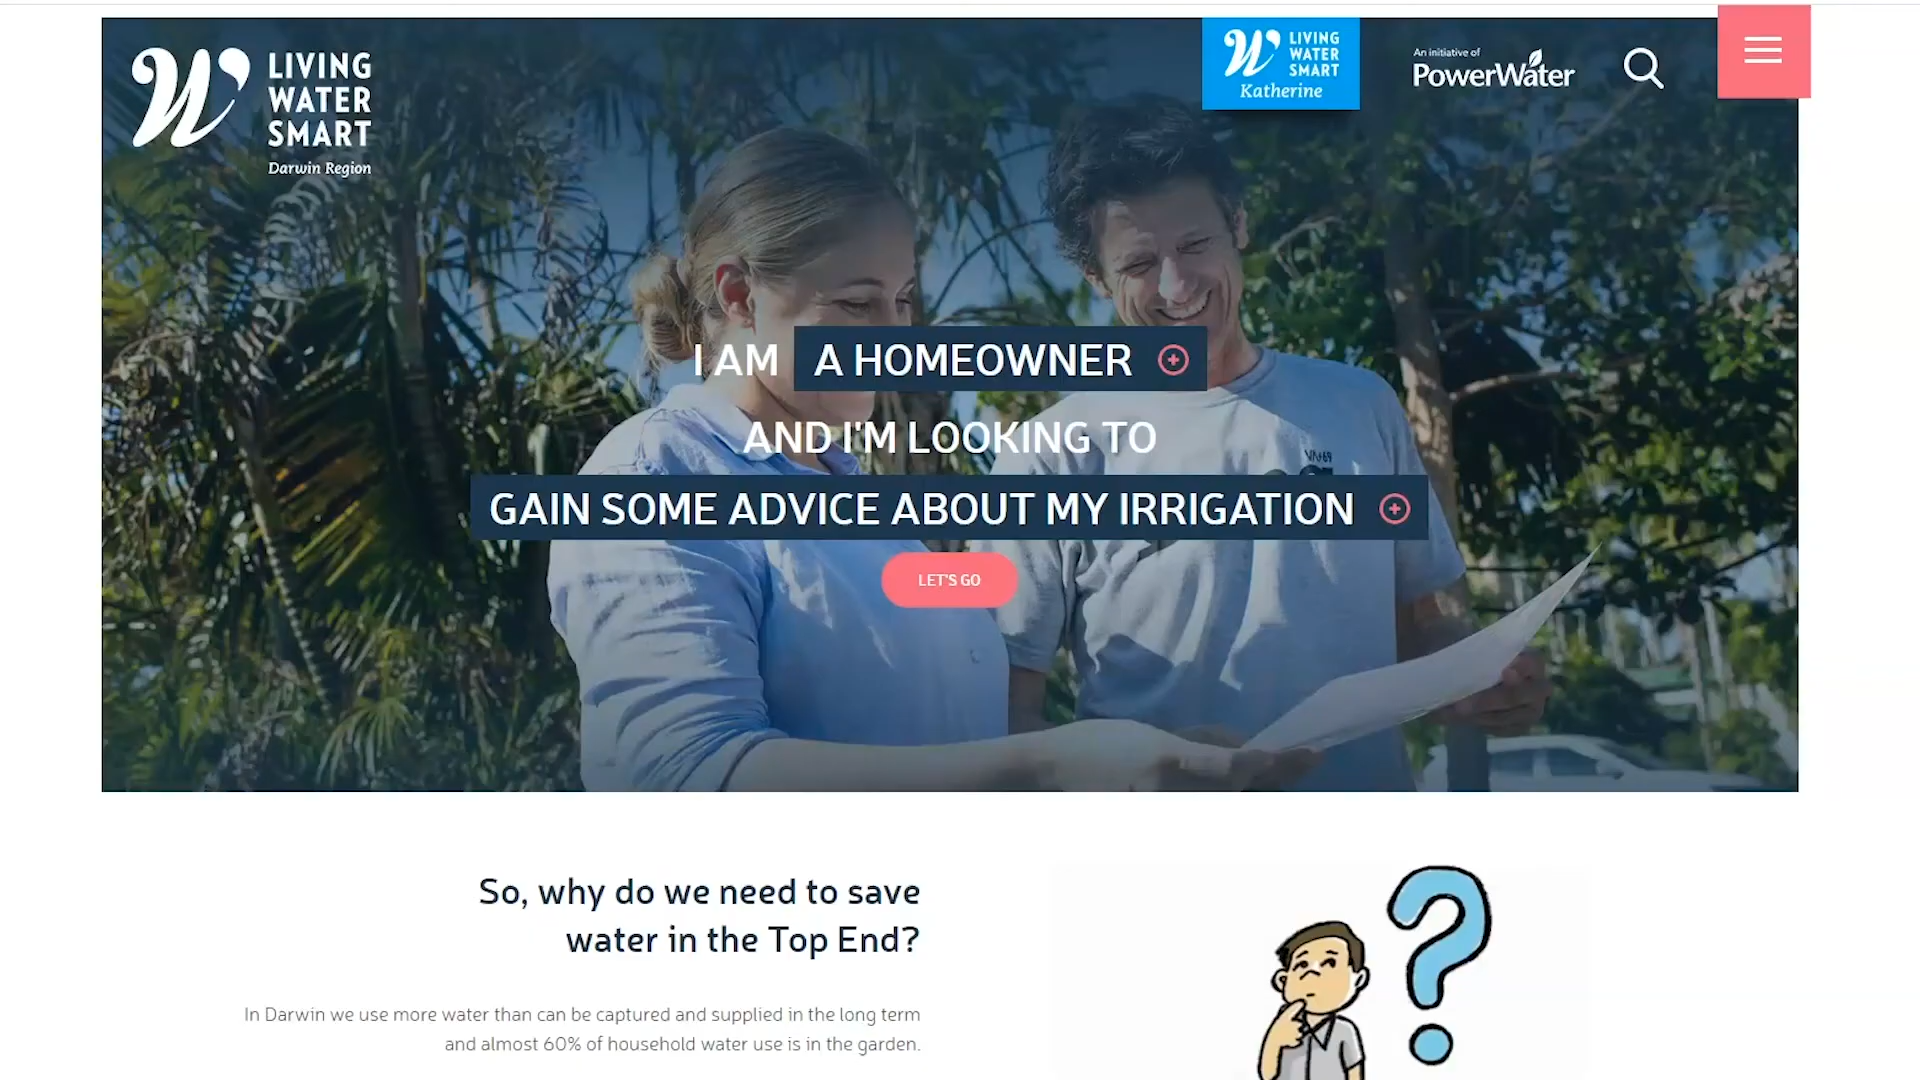 LIVING
WATER
SMART
Darwin Region
LIVING
WATER
SMART
Katherine
An initiative of
PowerWater
I AM A HOMEOWNER
AND I'M LOOKING TO
GAIN SOME ADVICE ABOUT MY IRRIGATION
LET'S GO
So, why do we need to save
water in the Top End?
In Darwin we use more water than can be captured and supplied in the long term
and almost 60% of household water use is in the garden.